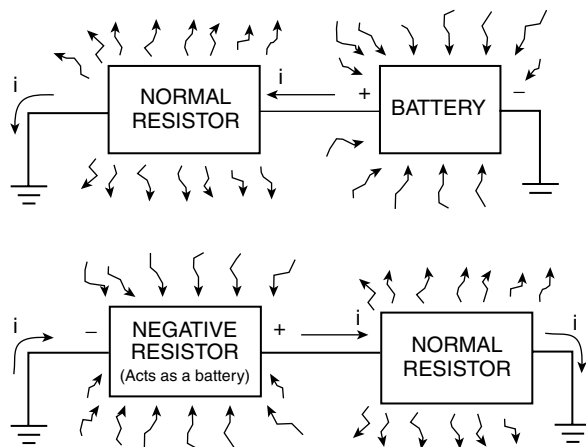 i
NORMAL
RESISTOR
i
+
BATTERY
−
i
−
NEGATIVE
RESISTOR
(Acts as a battery)
+
i
NORMAL
RESISTOR
i